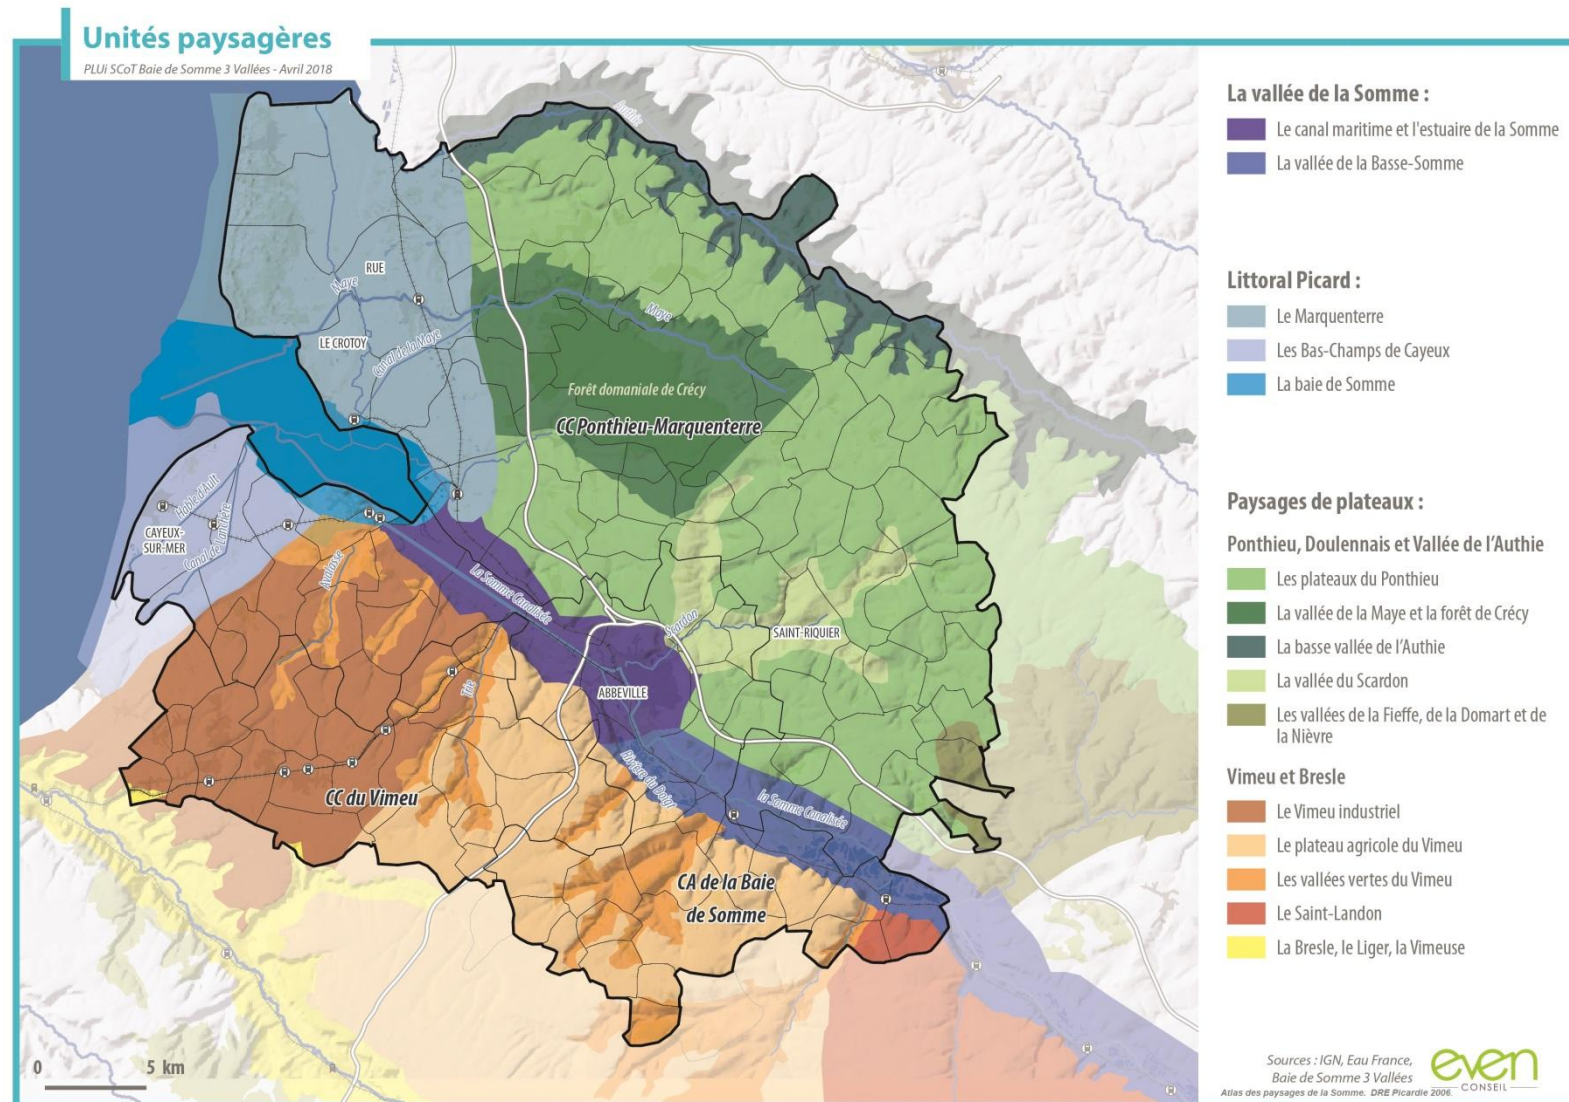 Unités paysagères
PLUi SCoT Baie de Somme 3 Vallées - Avril 2018
Authie
RUE
Maye
Maye
LE CROTOY
Canal de la Maye
Forêt domaniale de Crécy
CC Ponthieu-Marquenterre
Hable d'Ault
CAYEUX-
SUR-MER
Canal de Lanchère
Avalasse
La Somme Canalisée
Scardon
SAINT-RIQUIER
Trie
ABBEVILLE
Rivière du Doigt
la Somme Canalisée
CC du Vimeu
CA de la Baie
de Somme
0 5 km
La vallée de la Somme :
Le canal maritime et l'estuaire de la Somme
La vallée de la Basse-Somme
Littoral Picard :
Le Marquenterre
Les Bas-Champs de Cayeux
La baie de Somme
Paysages de plateaux :
Ponthieu, Doulennais et Vallée de l'Authie
Les plateaux du Ponthieu
La vallée de la Maye et la forêt de Crécy
La basse vallée de l'Authie
La vallée du Scardon
Les vallées de la Fieffe, de la Domart et de
la Nièvre
Vimeu et Bresle
Le Vimeu industriel
Le plateau agricole du Vimeu
Les vallées vertes du Vimeu
Le Saint-Landon
La Bresle, le Liger, la Vimeuse
Sources : IGN, Eau France,
Baie de Somme 3 Vallées
Atlas des paysages de la Somme. DRE Picardie 2006.
even
CONSEIL